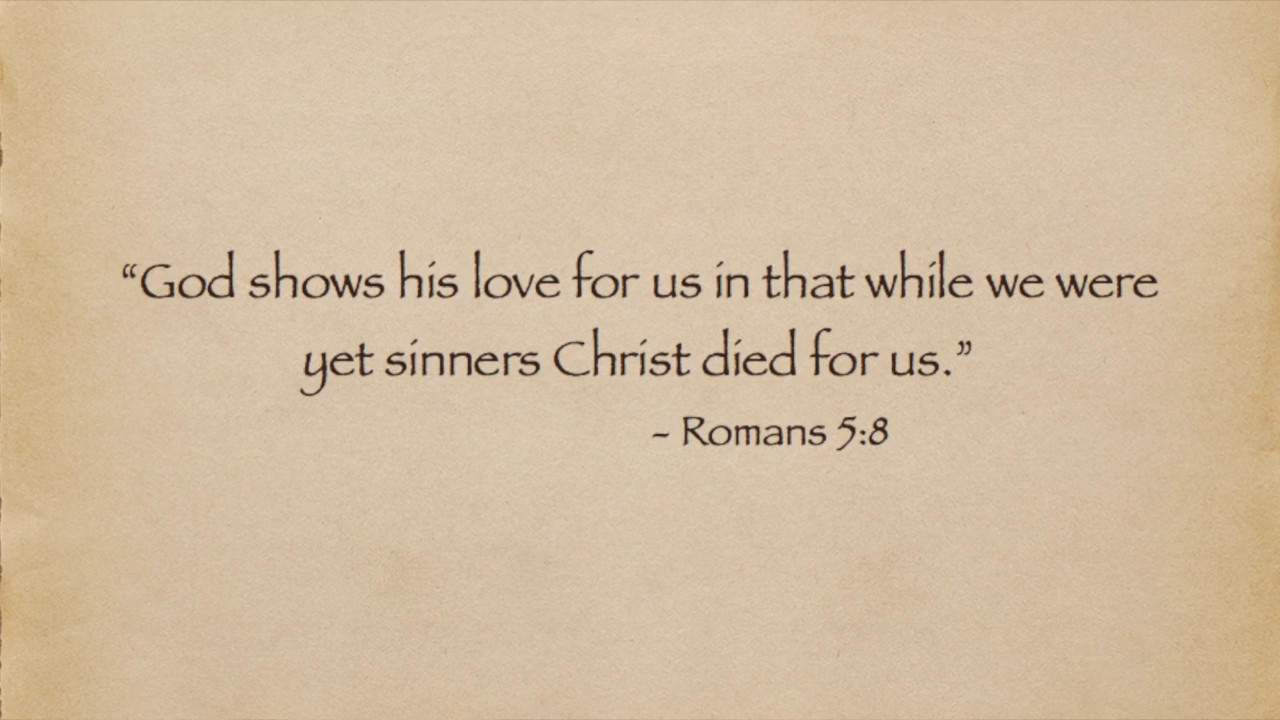 “God shows his love for us in that while we were
yet sinners Christ died for us.”
– Romans 5:8